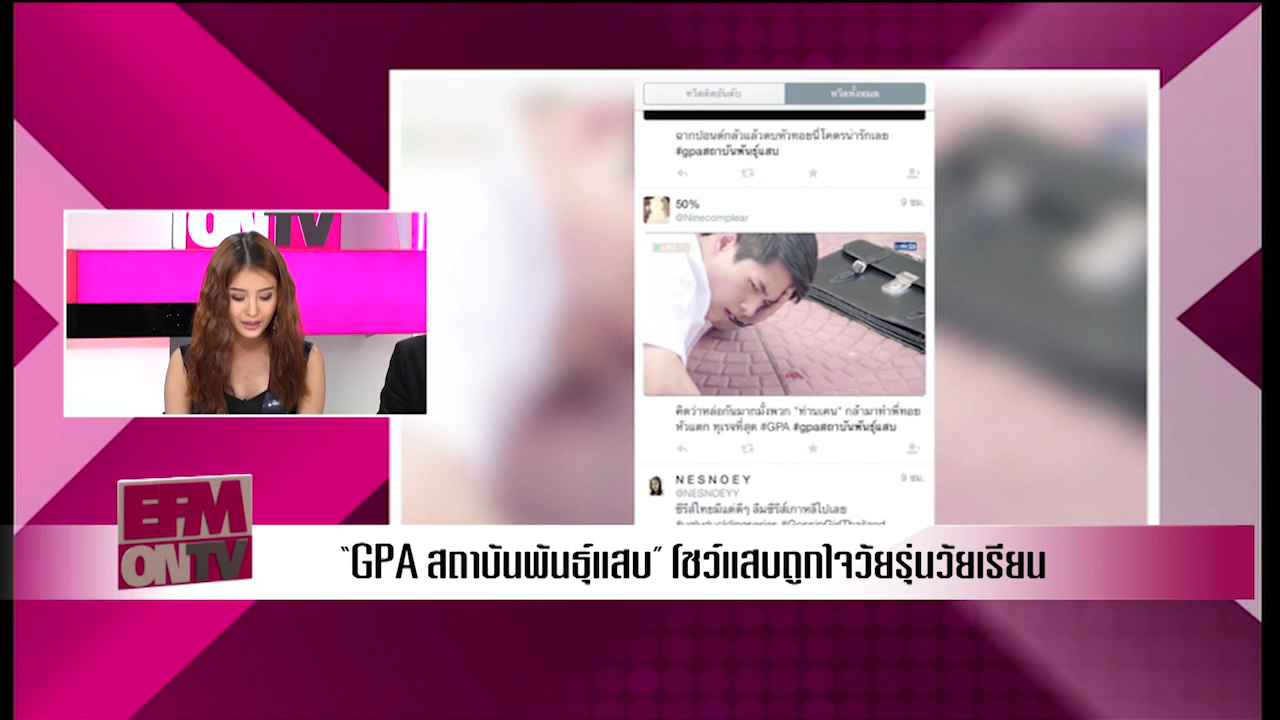 ทวีตติดอันดับ
ทวีตทั้งหมด
ฉากปอนด์กลัวแล้วตบหัวทอยนี่โคตรน่ารักเลย
#gpaสถาบันพันธุ์แสบ
50%
9 ชม.
@Ninecomplear
LINE TV
คิดว่าหล่อกันมากมั้งพวก "ท่านเคน" กล้ามาทำพี่ทอย
หัวแตก ทุเรจที่สุด #GPA #gpaสถาบันพันธุ์แสบ
N E S N O E Y
9 ชม.
@NESNOEYY
ซีรีส์ไทยมีแต่ดีๆ ลืมซีรีส์เกาหลีไปเลย
#uglyducklingseries #GossipGirlThailand
ONTV
EFM
ONTV
"GPA สถาบันพันธุ์แสบ" โชว์แสบถูกใจวัยรุ่นวัยเรียน